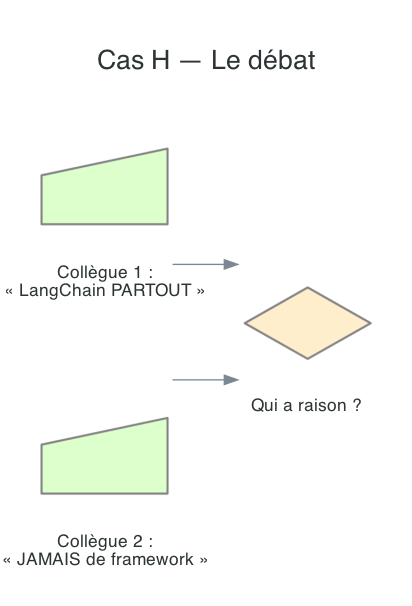 Cas H — Le débat
Collègue 1 :
« LangChain PARTOUT »
Qui a raison ?
Collègue 2 :
« JAMAIS de framework »